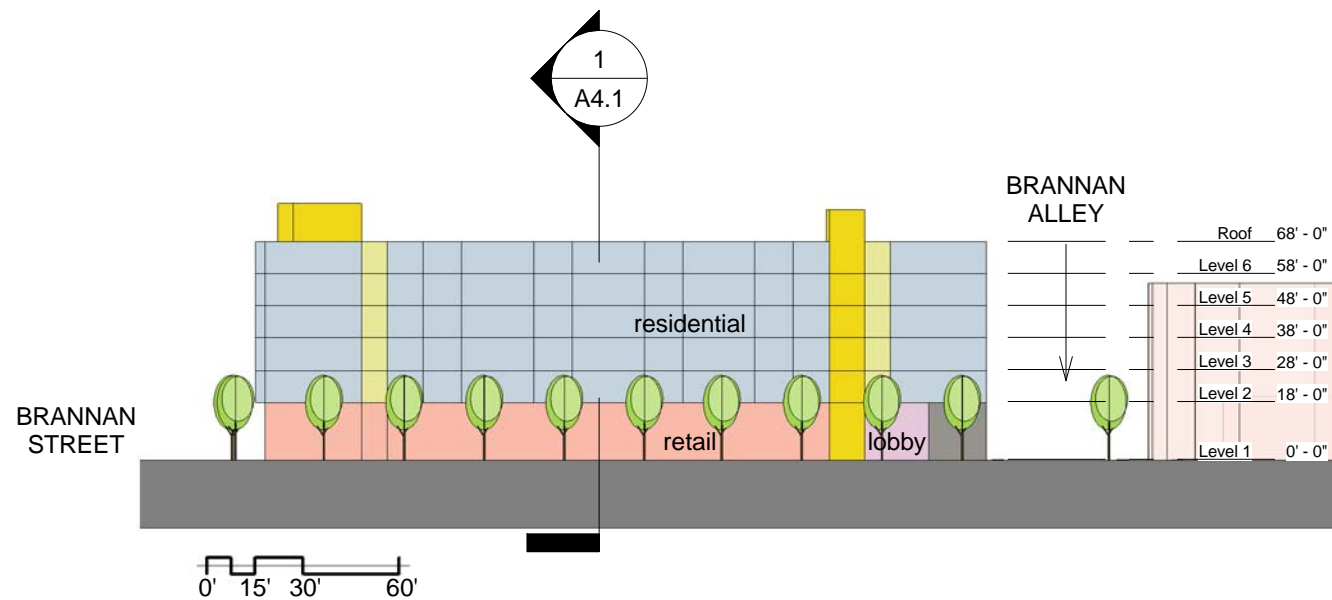 1
A4.1
BRANNAN
ALLEY
Roof 68' - 0"
Level 6 58' - 0"
Level 5 48' - 0"
residential
Level 4 38' - 0"
Level 3 28' - 0"
Level 2 18' - 0"
BRANNAN
STREET
retail
lobby
Level 1 0' - 0"
0' 15' 30' 60'